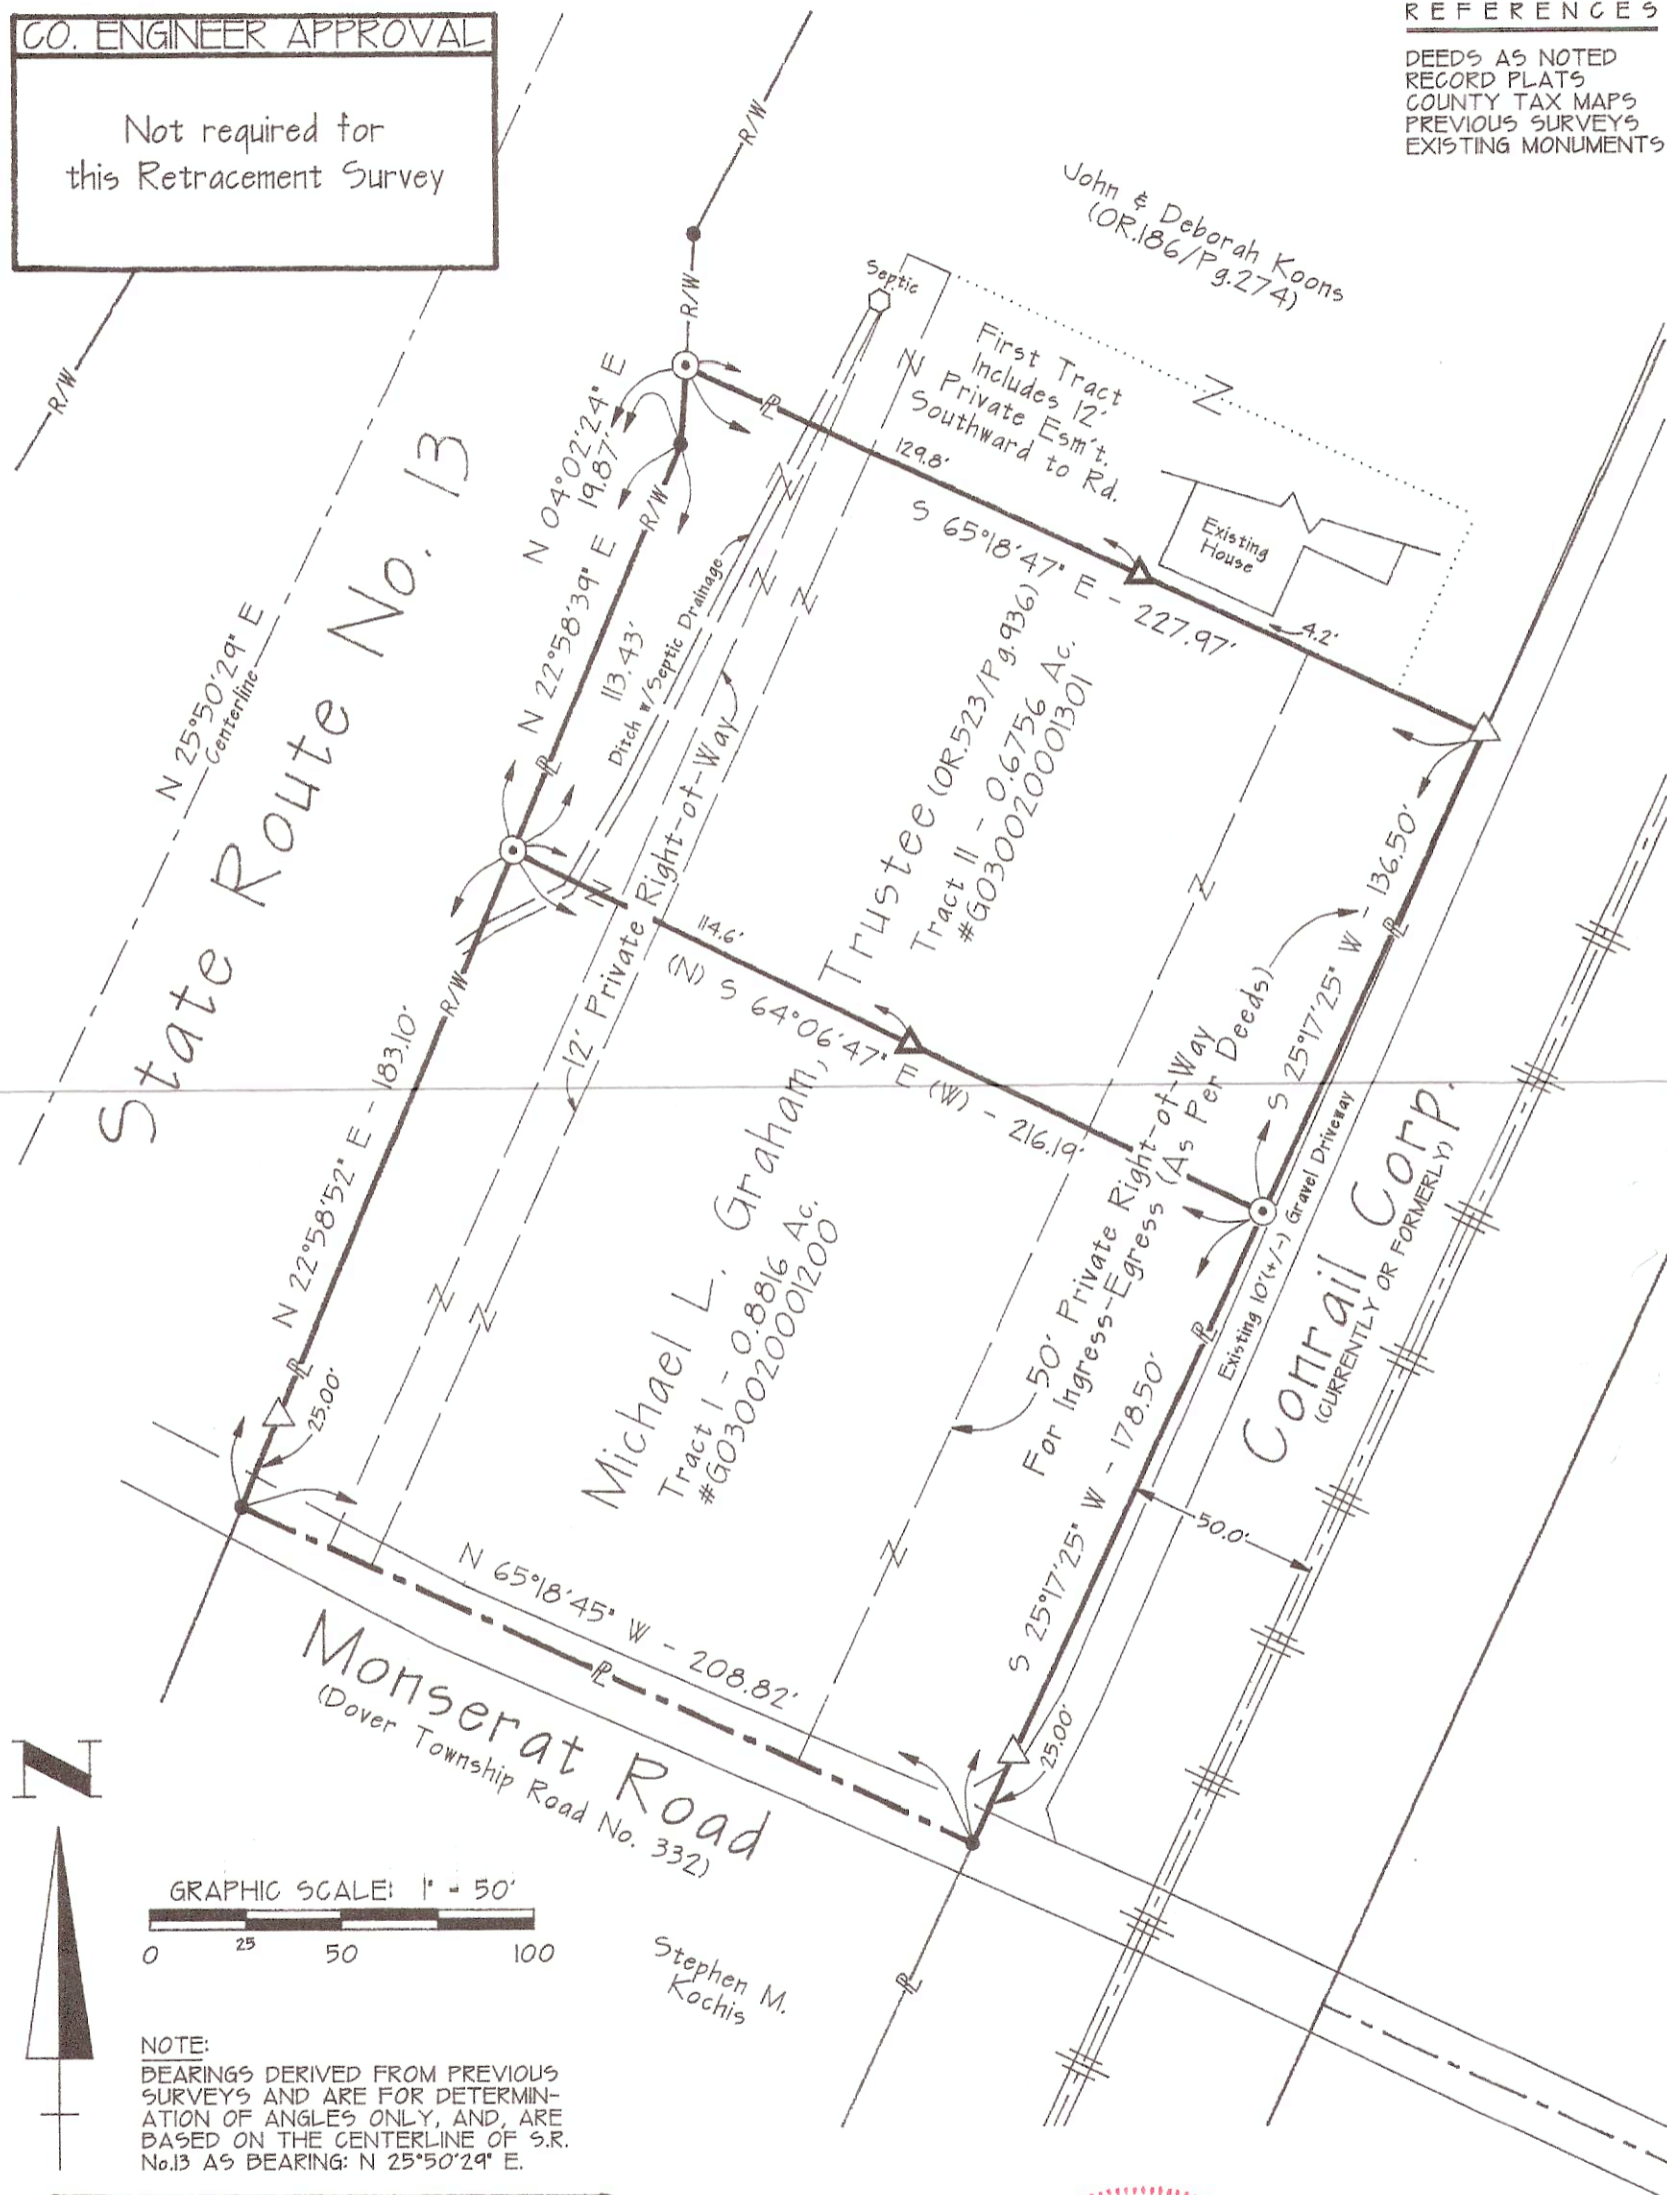 CO. ENGINEER APPROVAL
Not required for
this Retracement Survey
REFERENCES
DEEDS AS NOTED
RECORD PLATS
COUNTY TAX MAPS
PREVIOUS SURVEYS
EXISTING MONUMENTS
R/W
R/W
R/W
John & Deborah Koons
(OR.186/Pg.274)
Septic
First Tract
Includes 12'
Private Esm't.
Southward to Rd.
N 04°02'24" E
19.87'
R/W
PL
129.8'
S 65°18'47" E - 227.97'
Existing
House
4.2'
N 25°50'29" E
Centerline
State Route No. 13
N 22°58'39" E
113.43'
PL
Ditch w/Septic Drainage
12' Private Right-of-Way
Michael L. Graham, Trustee (OR.523/Pg.936)
Tract II - 0.6756 Ac.
#G0300200001301
114.6'
(N) S 64°06'47" E (W) - 216.19'
S 25°17'25" W - 136.50'
PL
N 22°58'52" E - 183.10'
R/W
PL
25.00'
Tract I - 0.8816 Ac.
#G0300200001200
50' Private Right-of-Way
For Ingress-Egress (As Per Deeds)
Existing 10'(+/-) Gravel Driveway
PL
Conrail Corp.
(CURRENTLY OR FORMERLY)
S 25°17'25" W - 178.50'
50.0'
25.00'
N 65°18'45" W - 208.82'
PL
Monserat Road
(Dover Township Road No. 332)
N
GRAPHIC SCALE: 1" - 50'
0 25 50 100
Stephen M.
Kochis
PL
NOTE:
BEARINGS DERIVED FROM PREVIOUS
SURVEYS AND ARE FOR DETERMIN-
ATION OF ANGLES ONLY, AND, ARE
BASED ON THE CENTERLINE OF S.R.
No.13 AS BEARING: N 25°50'29" E.